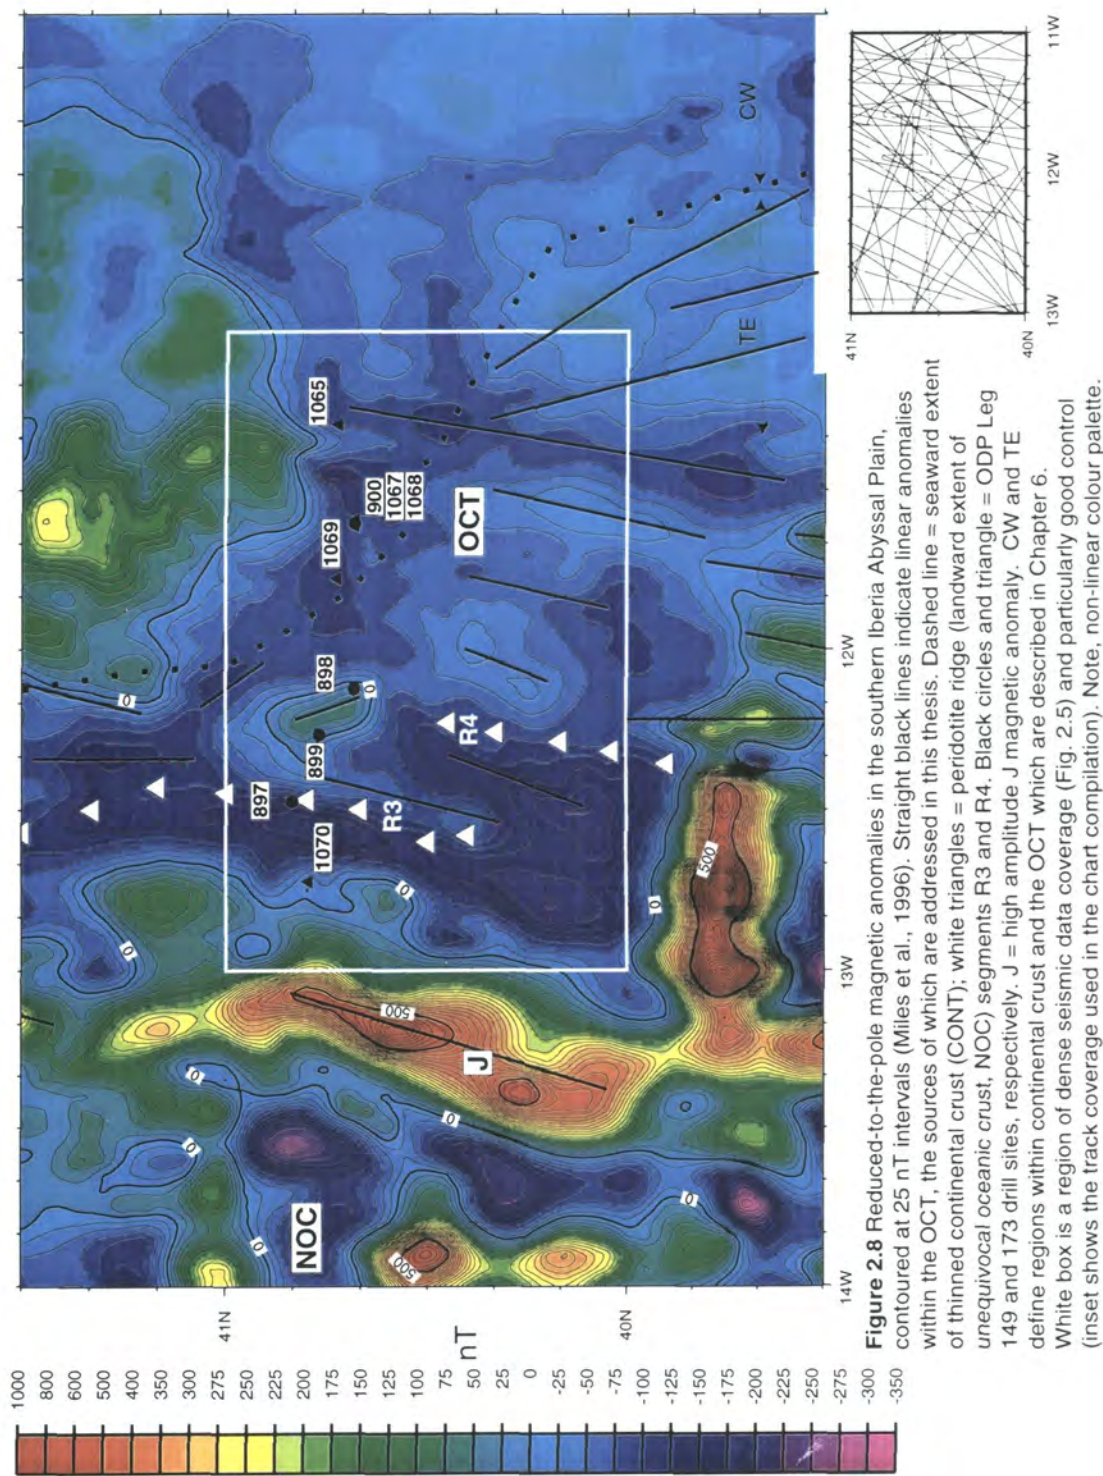 1000
800
600
400
350
300
275
250
225
200
175
150
125
100
75
50
25
0
-25
-50
-75
-100
-125
-150
-175
-200
-225
-250
-275
-300
-350
nT
41N
40N
14W
13W
12W
NOC
J
500
500
500
0
0
0
0
0
0
0
0
0
0
1070
897
899
898
R3
R4
1069
900
1067
1068
1065
OCT
TE
CW
41N
40N
13W
12W
11W
Figure 2.8 Reduced-to-the-pole magnetic anomalies in the southern Iberia Abyssal Plain,
contoured at 25 nT intervals (Miles et al., 1996). Straight black lines indicate linear anomalies
within the OCT, the sources of which are addressed in this thesis. Dashed line = seaward extent
of thinned continental crust (CONT); white triangles = peridotite ridge (landward extent of
unequivocal oceanic crust, NOC) segments R3 and R4. Black circles and triangle = ODP Leg
149 and 173 drill sites, respectively. J = high amplitude J magnetic anomaly. CW and TE
define regions within continental crust and the OCT which are described in Chapter 6.
White box is a region of dense seismic data coverage (Fig. 2.5) and particularly good control
(inset shows the track coverage used in the chart compilation). Note, non-linear colour palette.